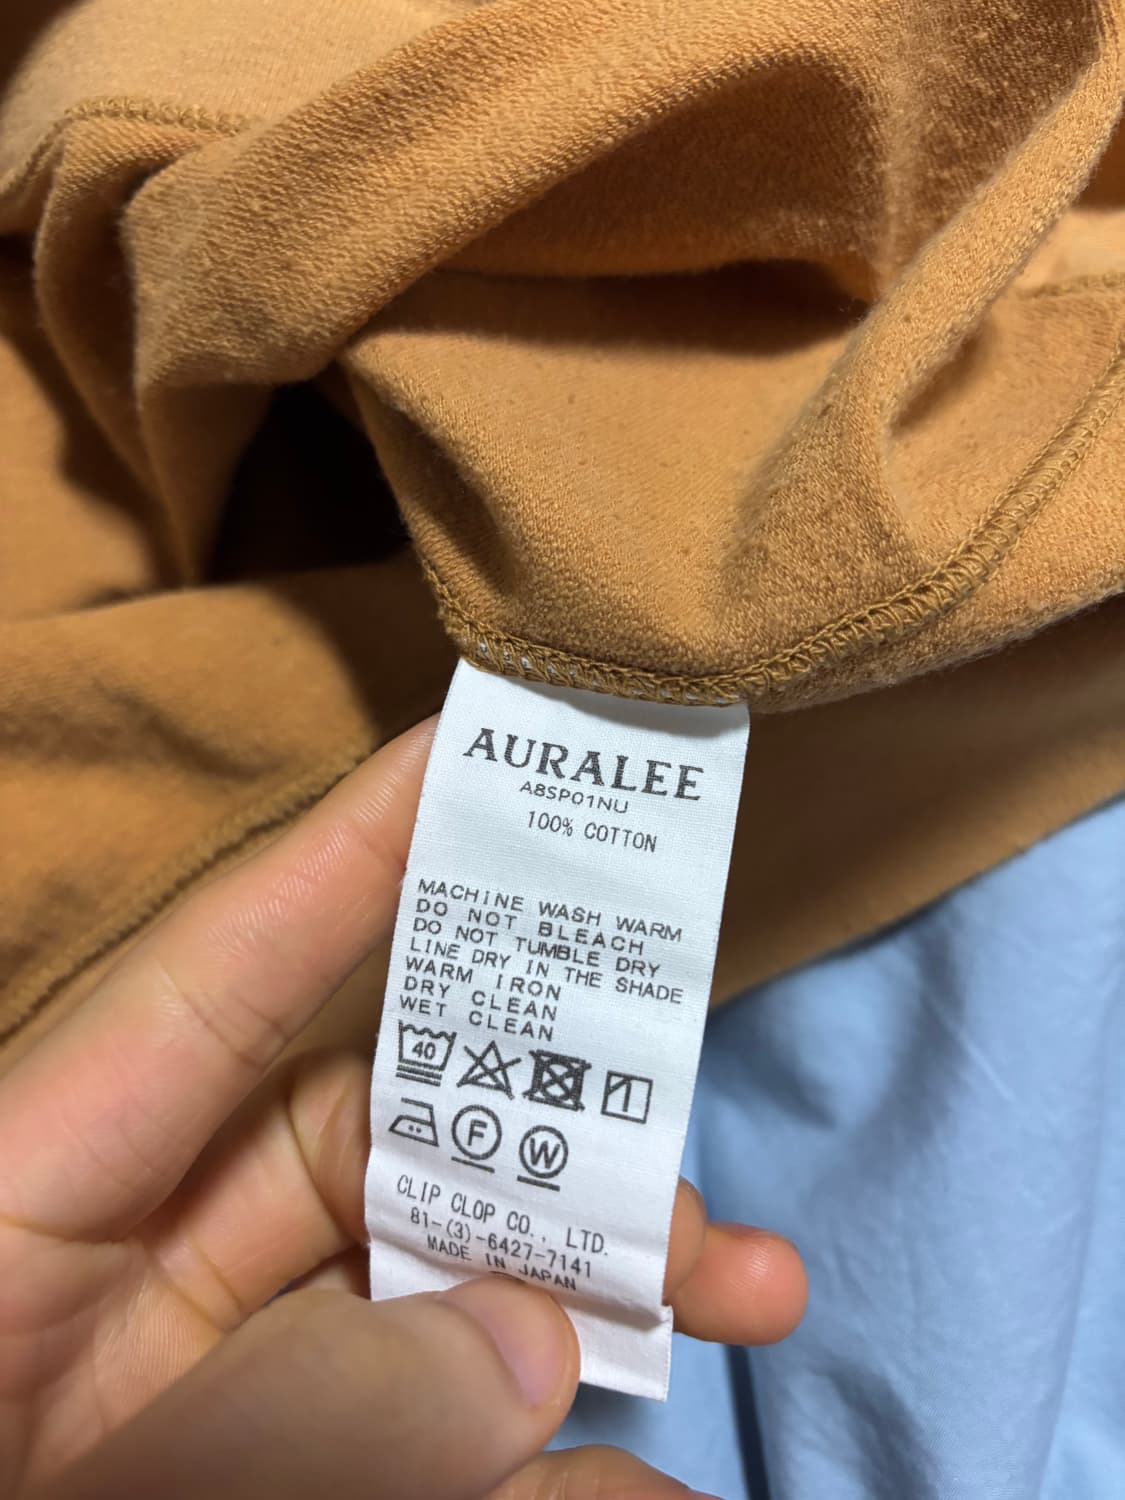 AURALEE
A8SP01NU
100% COTTON
MACHINE WASH WARM
DO NOT BLEACH
DO NOT TUMBLE DRY
LINE DRY IN THE SHADE
WARM IRON
DRY CLEAN
WET CLEAN
40
F W
CLIP CLOP CO., LTD.
81-(3)-6427-7141
MADE IN JAPAN